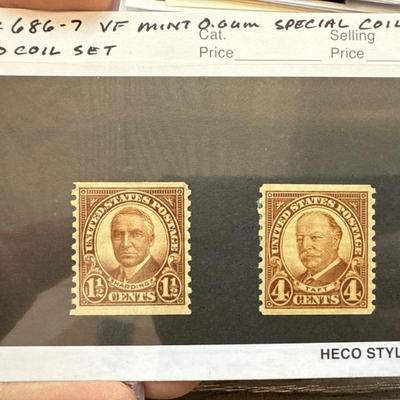 686-7 VF MINT O.GUM SPECIAL COIL
Cat. Selling
Price Price
COIL SET
UNITED STATES POSTAGE
HARDING
1½ CENTS 1½
UNITED STATES POSTAGE
TAFT
4 CENTS 4
HECO STYL